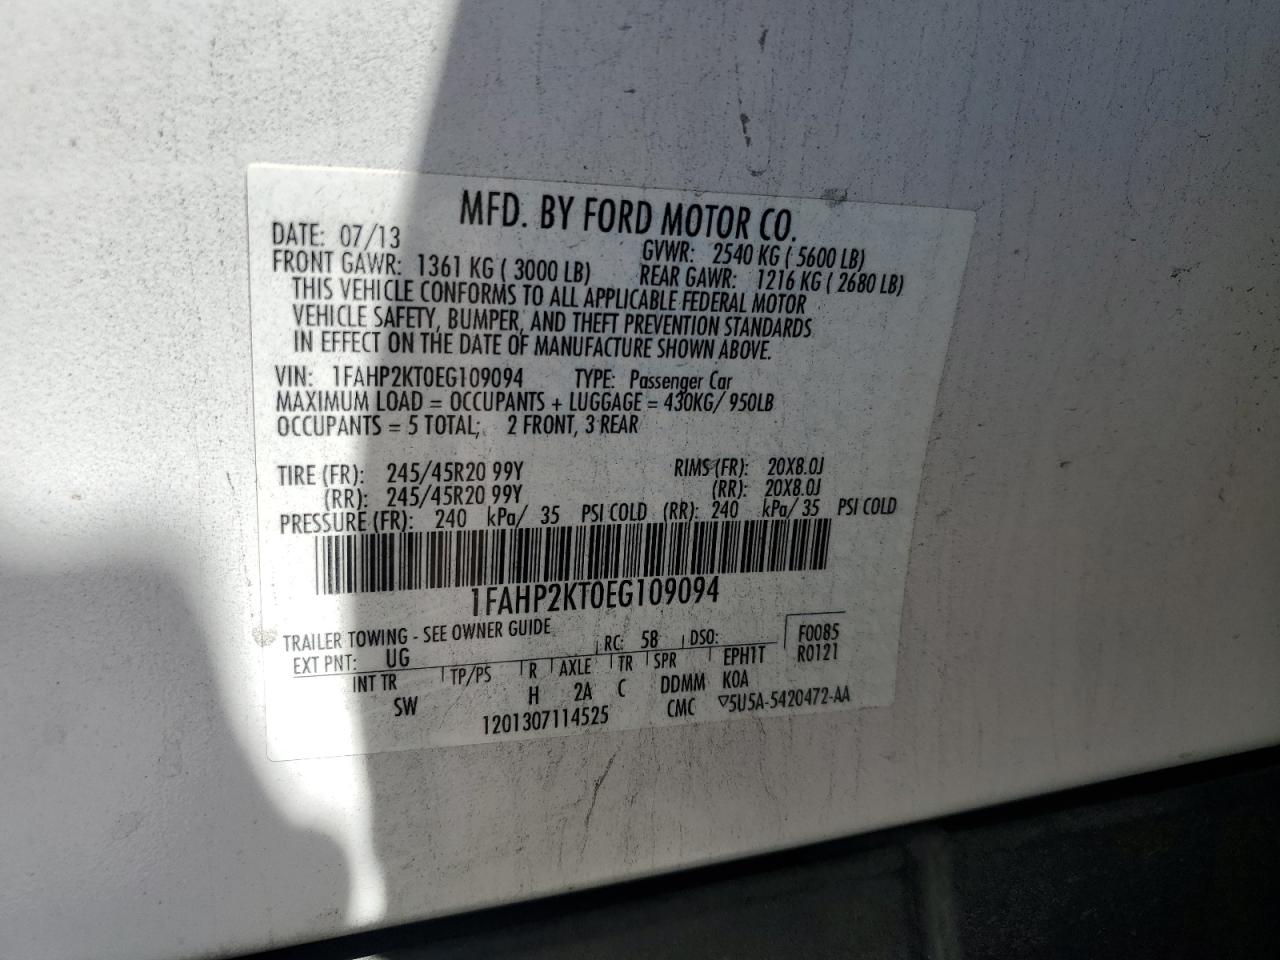 MFD. BY FORD MOTOR CO.
DATE: 07/13 GVWR: 2540 KG ( 5600 LB)
FRONT GAWR: 1361 KG ( 3000 LB) REAR GAWR: 1216 KG ( 2680 LB)
THIS VEHICLE CONFORMS TO ALL APPLICABLE FEDERAL MOTOR
VEHICLE SAFETY, BUMPER, AND THEFT PREVENTION STANDARDS
IN EFFECT ON THE DATE OF MANUFACTURE SHOWN ABOVE.
VIN: 1FAHP2KT0EG109094 TYPE: Passenger Car
MAXIMUM LOAD = OCCUPANTS + LUGGAGE = 430KG/ 950LB
OCCUPANTS = 5 TOTAL; 2 FRONT, 3 REAR
TIRE (FR): 245/45R20 99Y RIMS (FR): 20X8.0J
(RR): 245/45R20 99Y (RR): 20X8.0J
PRESSURE (FR): 240 kPa/ 35 PSI COLD (RR): 240 kPa/ 35 PSI COLD
1FAHP2KT0EG109094
TRAILER TOWING - SEE OWNER GUIDE
EXT PNT: UG RC: 58 DSO: F0085
INT TR TP/PS R AXLE TR SPR EPH1T R0121
SW H 2A C DDMM K0A
1201307114525 CMC ▽5U5A-5420472-AA